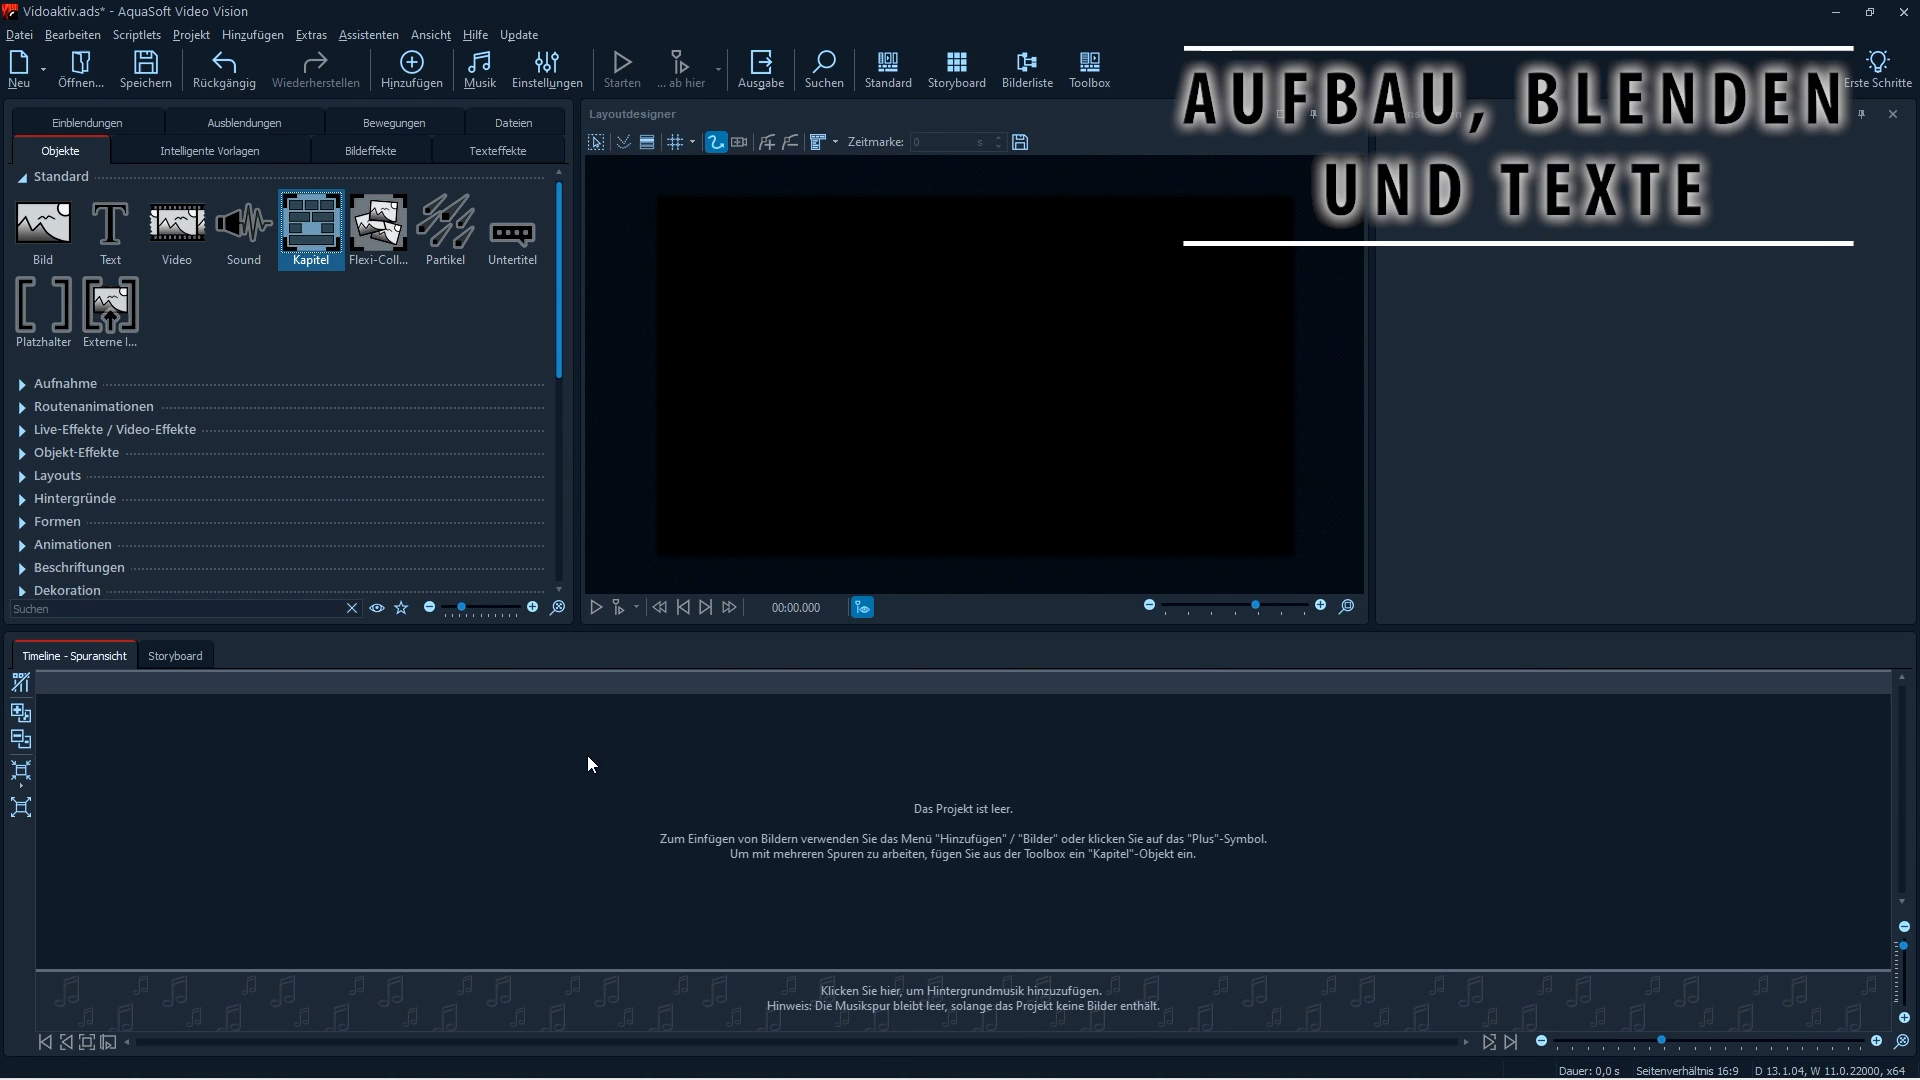 Vidoaktiv.ads* - AquaSoft Video Vision
Datei Bearbeiten Scriptlets Projekt Hinzufügen Extras Assistenten Ansicht Hilfe Update
Neu Öffnen... Speichern Rückgängig Wiederherstellen Hinzufügen Musik Einstellungen Starten ... ab hier Ausgabe Suchen Standard Storyboard Bilderliste Toolbox Erste Schritte
AUFBAU, BLENDEN
UND TEXTE
Einblendungen Ausblendungen Bewegungen Dateien
Objekte Intelligente Vorlagen Bildeffekte Texteffekte
Standard
Bild Text Video Sound Kapitel Flexi-Coll... Partikel Untertitel
Platzhalter Externe I...
Aufnahme
Routenanimationen
Live-Effekte / Video-Effekte
Objekt-Effekte
Layouts
Hintergründe
Formen
Animationen
Beschriftungen
Dekoration
Suchen
Layoutdesigner
Zeitmarke: 0 s
00:00.000
Timeline - Spuransicht Storyboard
Das Projekt ist leer.
Zum Einfügen von Bildern verwenden Sie das Menü "Hinzufügen" / "Bilder" oder klicken Sie auf das "Plus"-Symbol.
Um mit mehreren Spuren zu arbeiten, fügen Sie aus der Toolbox ein "Kapitel"-Objekt ein.
Klicken Sie hier, um Hintergrundmusik hinzuzufügen.
Hinweis: Die Musikspur bleibt leer, solange das Projekt keine Bilder enthält.
Dauer: 0,0 s Seitenverhältnis 16:9 D 13.1.04, W 11.0.22000, x64